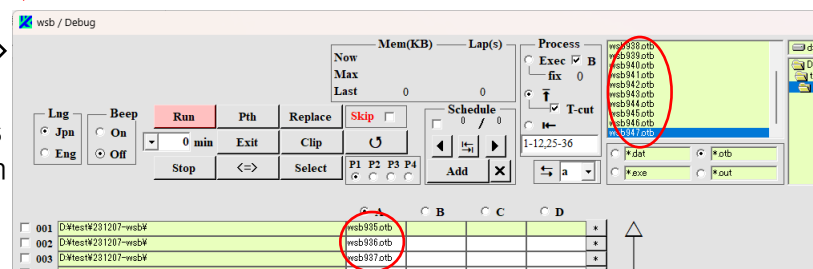 wsb / Debug
Mem(KB) Lap(s)
Now
Max
Last 0 0
Process
Exec B
fix 0
T-cut
1-12,25-36
a
wsb938.otb
wsb939.otb
wsb940.otb
wsb941.otb
wsb942.otb
wsb943.otb
wsb944.otb
wsb945.otb
wsb946.otb
wsb947.otb
*.dat *.otb
*.exe *.out
Lng Beep
Jpn On
Eng Off
Run Pth Replace Skip
0 min Exit Clip ↺
Stop <=> Select P1 P2 P3 P4
Schedule
0 / 0
Add X
A B C D
001 D:¥test¥231207-wsb¥ wsb935.otb *
002 D:¥test¥231207-wsb¥ wsb936.otb *
003 D:¥test¥231207-wsb¥ wsb937.otb *